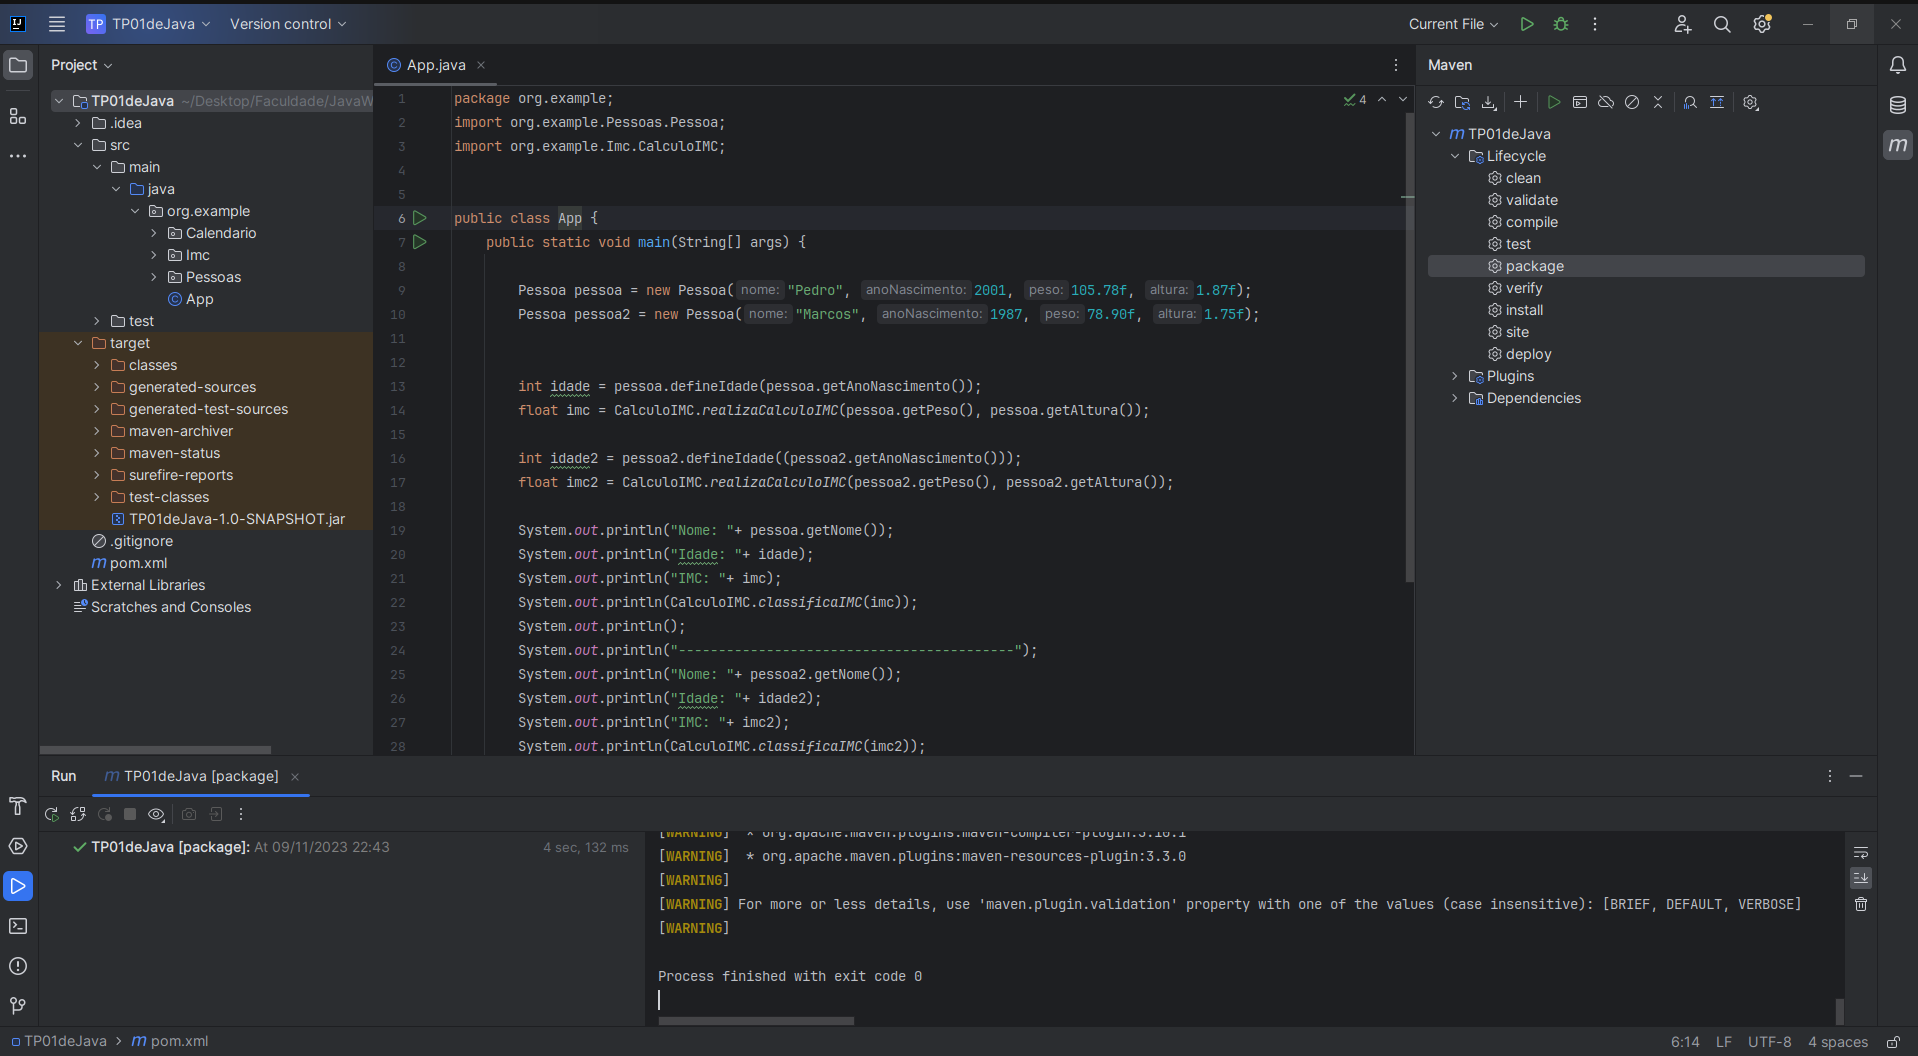 TP TP01deJava Version control Current File
Project
TP01deJava ~/Desktop/Faculdade/JavaW
.idea
src
main
java
org.example
Calendario
Imc
Pessoas
App
test
target
classes
generated-sources
generated-test-sources
maven-archiver
maven-status
surefire-reports
test-classes
TP01deJava-1.0-SNAPSHOT.jar
.gitignore
pom.xml
External Libraries
Scratches and Consoles
App.java
4
1 package org.example;
2 import org.example.Pessoas.Pessoa;
3 import org.example.Imc.CalculoIMC;
4
5
6 public class App {
7 public static void main(String[] args) {
8
9 Pessoa pessoa = new Pessoa( nome: "Pedro", anoNascimento: 2001, peso: 105.78f, altura: 1.87f);
10 Pessoa pessoa2 = new Pessoa( nome: "Marcos", anoNascimento: 1987, peso: 78.90f, altura: 1.75f);
11
12
13 int idade = pessoa.defineIdade(pessoa.getAnoNascimento());
14 float imc = CalculoIMC.realizaCalculoIMC(pessoa.getPeso(), pessoa.getAltura());
15
16 int idade2 = pessoa2.defineIdade((pessoa2.getAnoNascimento()));
17 float imc2 = CalculoIMC.realizaCalculoIMC(pessoa2.getPeso(), pessoa2.getAltura());
18
19 System.out.println("Nome: "+ pessoa.getNome());
20 System.out.println("Idade: "+ idade);
21 System.out.println("IMC: "+ imc);
22 System.out.println(CalculoIMC.classificaIMC(imc));
23 System.out.println();
24 System.out.println("------------------------------------------");
25 System.out.println("Nome: "+ pessoa2.getNome());
26 System.out.println("Idade: "+ idade2);
27 System.out.println("IMC: "+ imc2);
28 System.out.println(CalculoIMC.classificaIMC(imc2));
Maven
TP01deJava
Lifecycle
clean
validate
compile
test
package
verify
install
site
deploy
Plugins
Dependencies
Run TP01deJava [package]
TP01deJava [package]: At 09/11/2023 22:43 4 sec, 132 ms
[WARNING] * org.apache.maven.plugins:maven-compiler-plugin:3.10.1
[WARNING] * org.apache.maven.plugins:maven-resources-plugin:3.3.0
[WARNING]
[WARNING] For more or less details, use 'maven.plugin.validation' property with one of the values (case insensitive): [BRIEF, DEFAULT, VERBOSE]
[WARNING]
Process finished with exit code 0
TP01deJava > m pom.xml 6:14 LF UTF-8 4 spaces